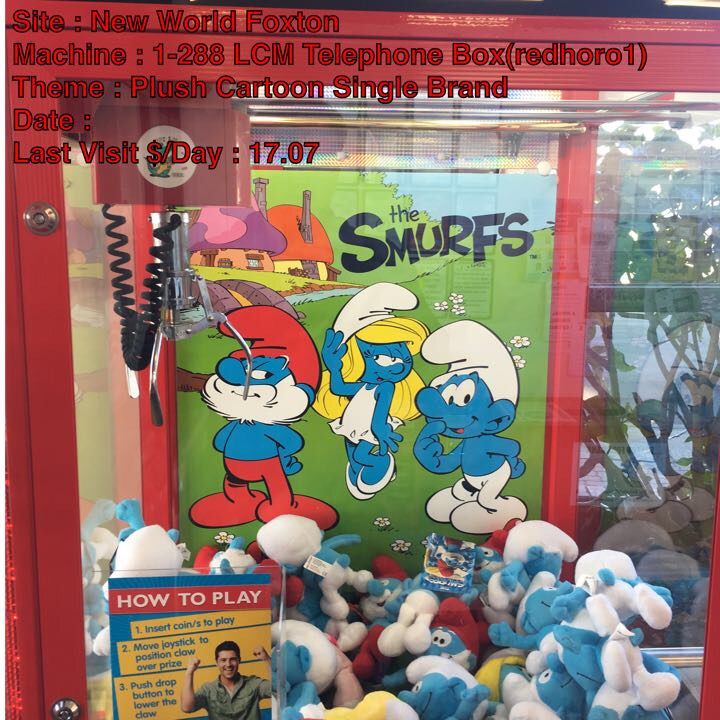 Site : New World Foxton
Machine : 1-288 LCM Telephone Box(redhoro1)
Theme : Plush Cartoon Single Brand
Date :
Last Visit $/Day : 17.07
the
SMURFS
TM
HOW TO PLAY
1. Insert coin/s to play
2. Move joystick to
position claw
over prize
3. Push drop
button to
lower the
claw